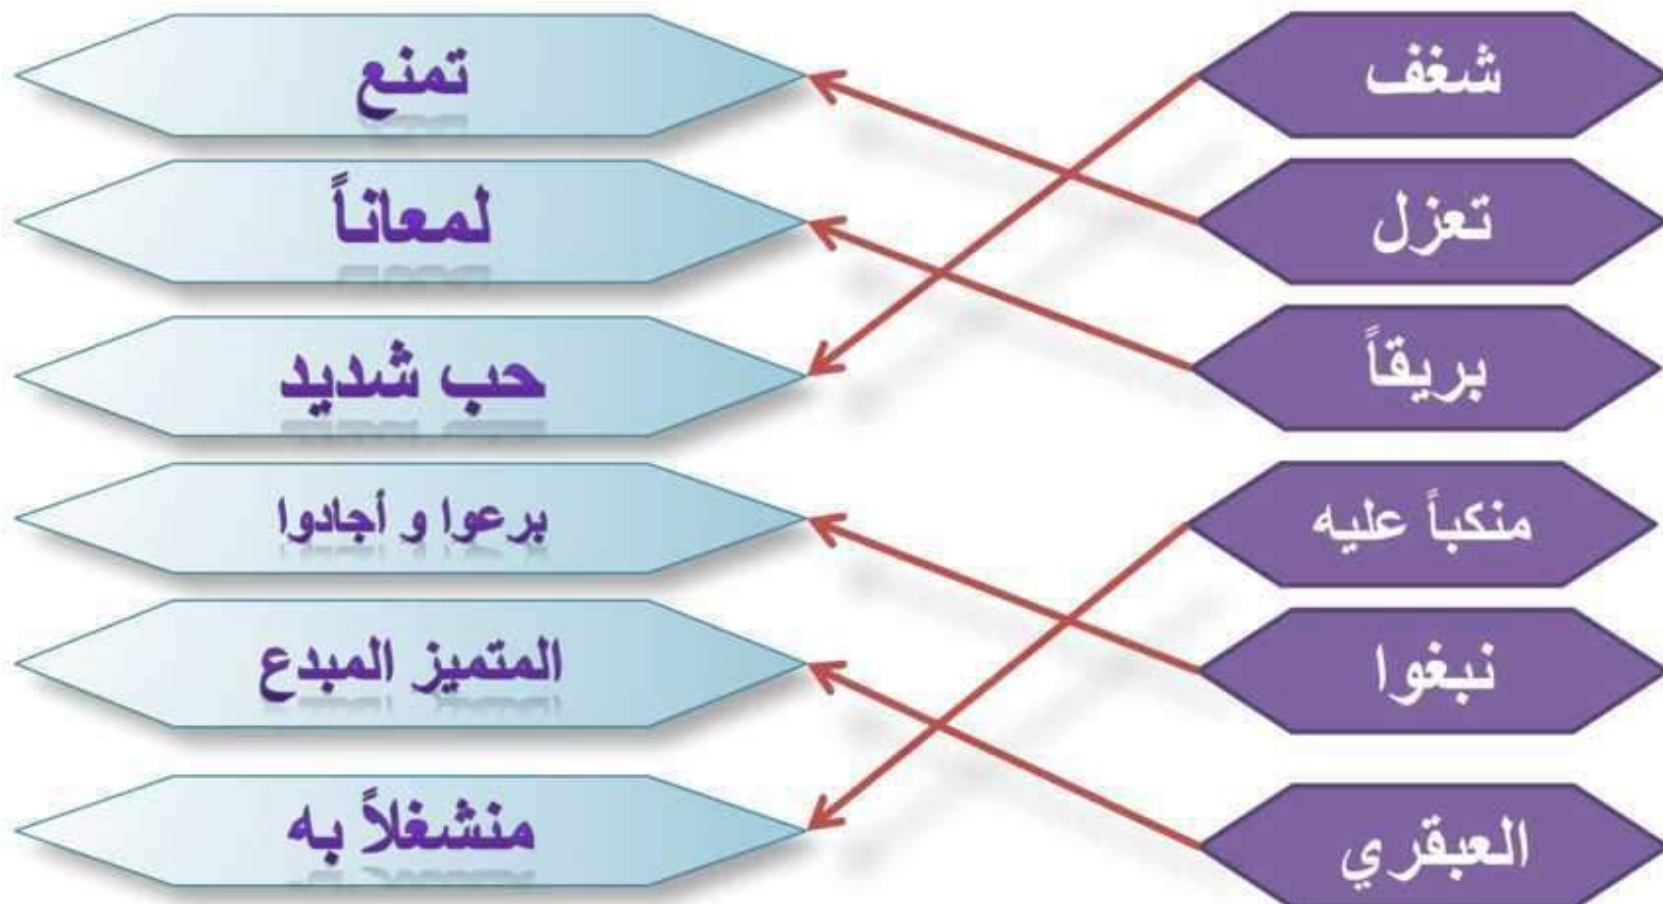 شغف
تمنع
تعزل
لمعاناً
بريقاً
حب شديد
منكباً عليه
برعوا و أجادوا
نبغوا
المتميز المبدع
العبقري
منشغلاً به